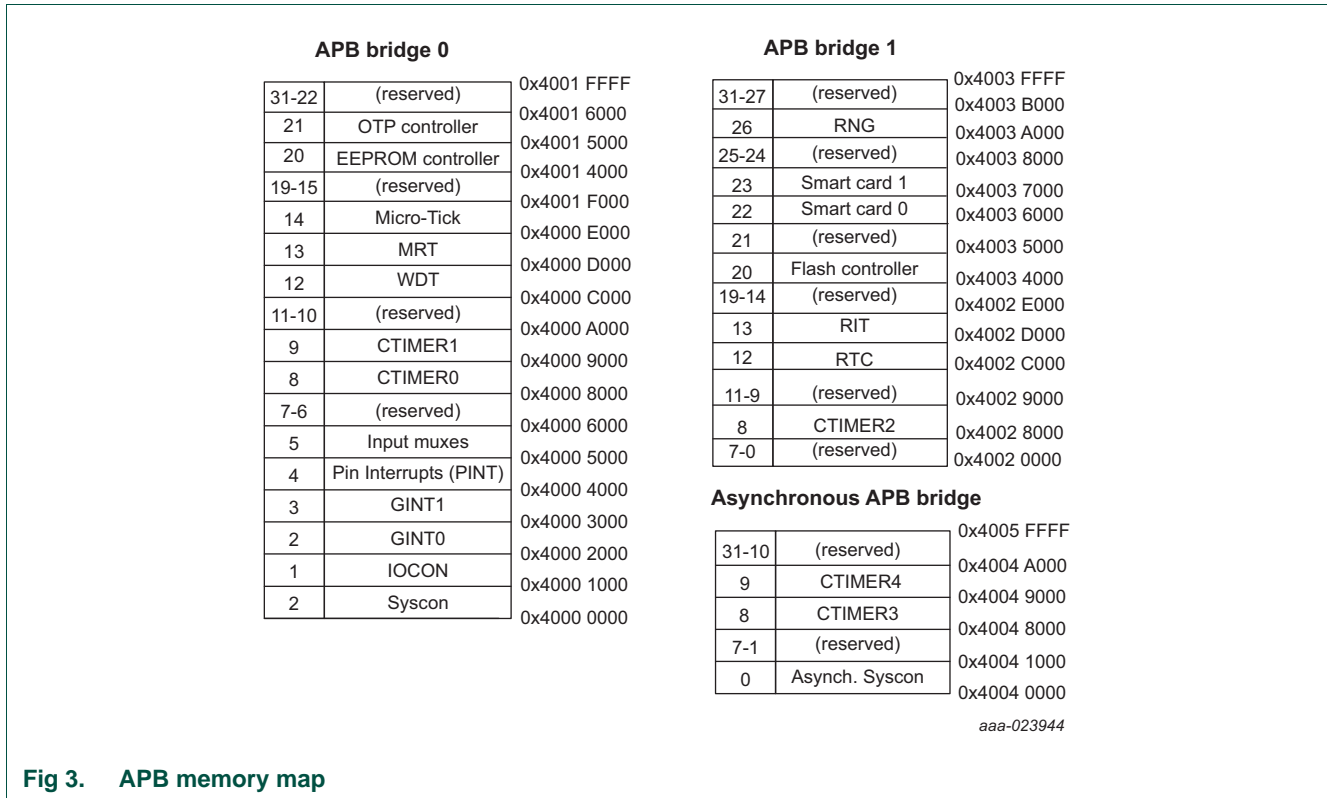 APB bridge 0
31-22 (reserved) 0x4001 FFFF
0x4001 6000
21 OTP controller
0x4001 5000
20 EEPROM controller
0x4001 4000
19-15 (reserved)
0x4001 F000
14 Micro-Tick
0x4000 E000
13 MRT
0x4000 D000
12 WDT
0x4000 C000
11-10 (reserved)
0x4000 A000
9 CTIMER1
0x4000 9000
8 CTIMER0
0x4000 8000
7-6 (reserved)
0x4000 6000
5 Input muxes
0x4000 5000
4 Pin Interrupts (PINT)
0x4000 4000
3 GINT1
0x4000 3000
2 GINT0
0x4000 2000
1 IOCON
0x4000 1000
2 Syscon
0x4000 0000
APB bridge 1
0x4003 FFFF
31-27 (reserved)
0x4003 B000
26 RNG
0x4003 A000
25-24 (reserved)
0x4003 8000
23 Smart card 1
0x4003 7000
22 Smart card 0
0x4003 6000
21 (reserved)
0x4003 5000
20 Flash controller
0x4003 4000
19-14 (reserved)
0x4002 E000
13 RIT
0x4002 D000
12 RTC
0x4002 C000
11-9 (reserved)
0x4002 9000
8 CTIMER2
0x4002 8000
7-0 (reserved)
0x4002 0000
Asynchronous APB bridge
0x4005 FFFF
31-10 (reserved)
0x4004 A000
9 CTIMER4
0x4004 9000
8 CTIMER3
0x4004 8000
7-1 (reserved)
0x4004 1000
0 Asynch. Syscon
0x4004 0000
aaa-023944
Fig 3. APB memory map